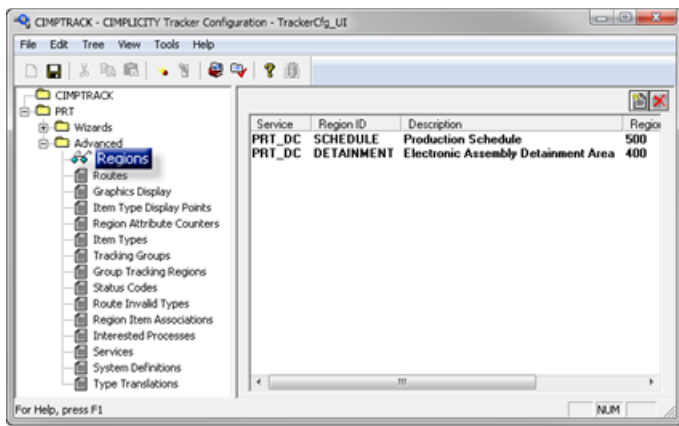 CIMPTRACK - CIMPLICITY Tracker Configuration - TrackerCfg_UI
File Edit Tree View Tools Help
CIMPTRACK
PRT
Wizards
Advanced
Regions
Routes
Graphics Display
Item Type Display Points
Region Attribute Counters
Item Types
Tracking Groups
Group Tracking Regions
Status Codes
Route Invalid Types
Region Item Associations
Interested Processes
Services
System Definitions
Type Translations
Service Region ID Description Region
PRT_DC SCHEDULE Production Schedule 500
PRT_DC DETAINMENT Electronic Assembly Detainment Area 400
For Help, press F1 NUM